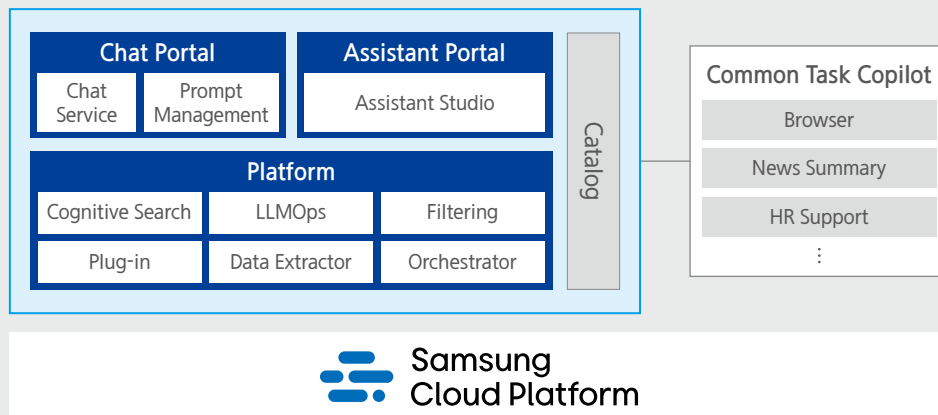 Chat Portal
Chat
Service
Prompt
Management
Assistant Portal
Assistant Studio
Platform
Cognitive Search
LLMOps
Filtering
Plug-in
Data Extractor
Orchestrator
Catalog
Common Task Copilot
Browser
News Summary
HR Support
⋮
Samsung
Cloud Platform